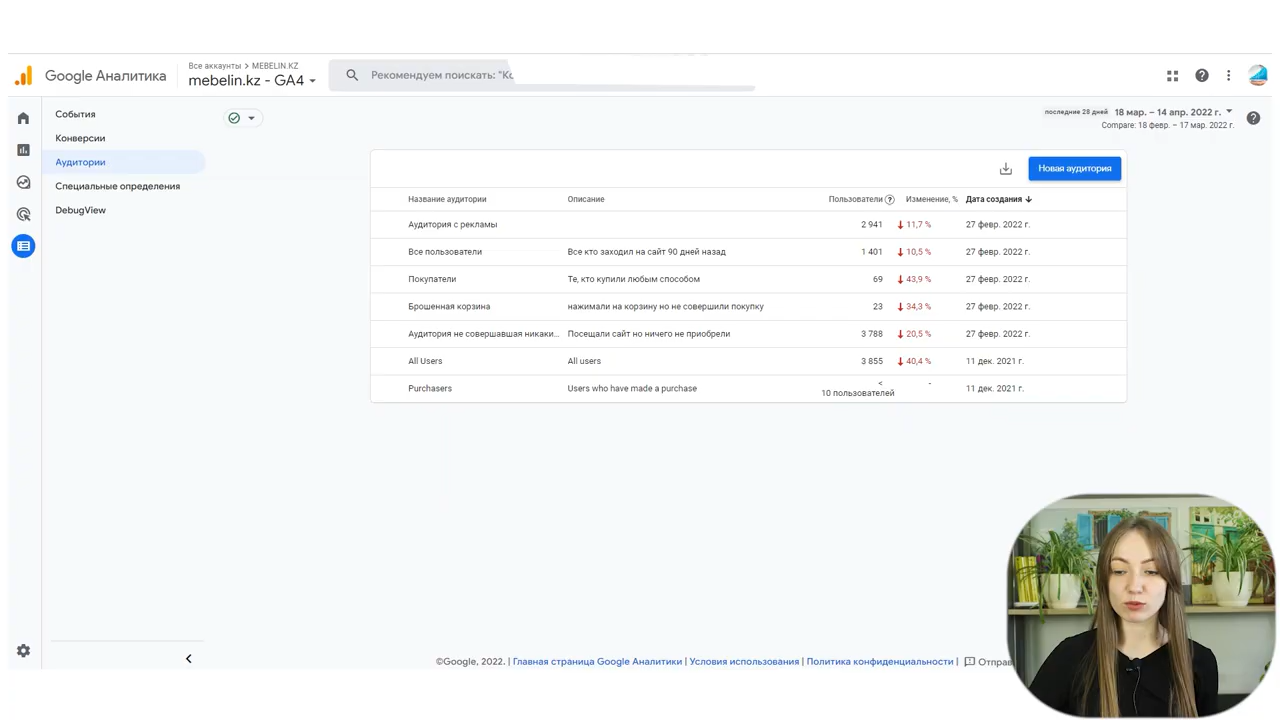 Google Аналитика
Все аккаунты > MEBELIN.KZ
mebelin.kz - GA4
Рекомендуем поискать: "Кс
События
Конверсии
Аудитории
Специальные определения
DebugView
последние 28 дней 18 мар. – 14 апр. 2022 г.
Compare: 18 февр. – 17 мар. 2022 г.
Новая аудитория
Название аудитории Описание Пользователи Изменение, % Дата создания
Аудитория с рекламы 2 941 11,7 % 27 февр. 2022 г.
Все пользователи Все кто заходил на сайт 90 дней назад 1 401 10,5 % 27 февр. 2022 г.
Покупатели Те, кто купили любым способом 69 43,9 % 27 февр. 2022 г.
Брошенная корзина нажимали на корзину но не совершили покупку 23 34,3 % 27 февр. 2022 г.
Аудитория не совершавшая никаки... Посещали сайт но ничего не приобрели 3 788 20,5 % 27 февр. 2022 г.
All Users All users 3 855 40,4 % 11 дек. 2021 г.
Purchasers Users who have made a purchase < 10 пользователей - 11 дек. 2021 г.
©Google, 2022. | Главная страница Google Аналитики | Условия использования | Политика конфиденциальности | Отправ